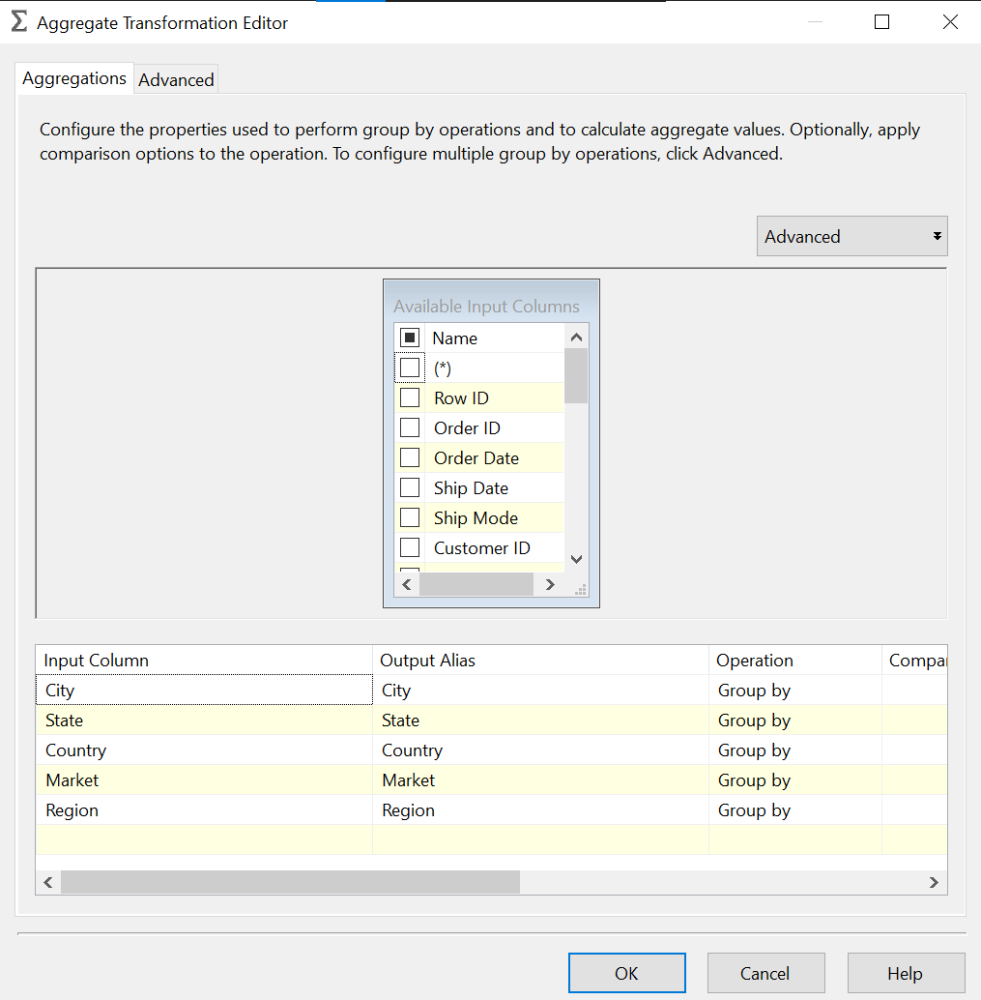 Σ Aggregate Transformation Editor
Aggregations Advanced
Configure the properties used to perform group by operations and to calculate aggregate values. Optionally, apply
comparison options to the operation. To configure multiple group by operations, click Advanced.
Advanced
Available Input Columns
Name
(*)
Row ID
Order ID
Order Date
Ship Date
Ship Mode
Customer ID
Input Column Output Alias Operation
City City Group by
State State Group by
Country Country Group by
Market Market Group by
Region Region Group by
OK Cancel Help